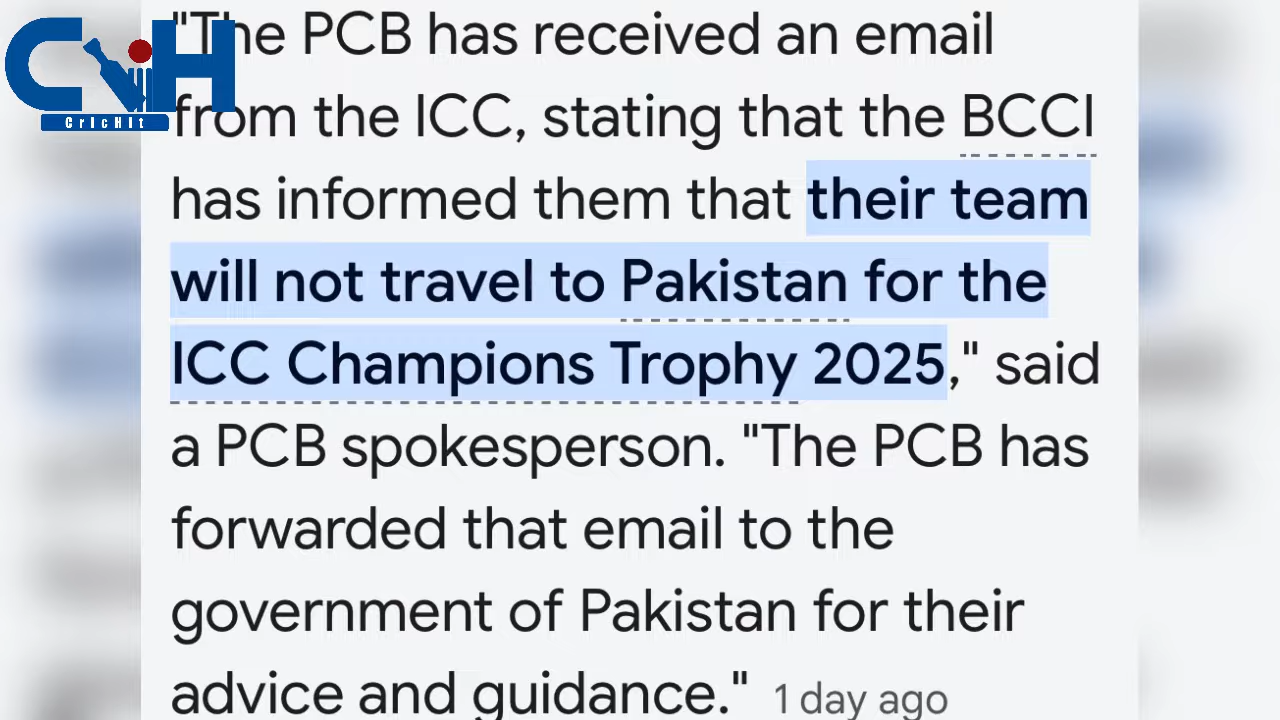 CH
CricHit
"The PCB has received an email
from the ICC, stating that the BCCI
has informed them that their team
will not travel to Pakistan for the
ICC Champions Trophy 2025," said
a PCB spokesperson. "The PCB has
forwarded that email to the
government of Pakistan for their
advice and guidance." 1 day ago